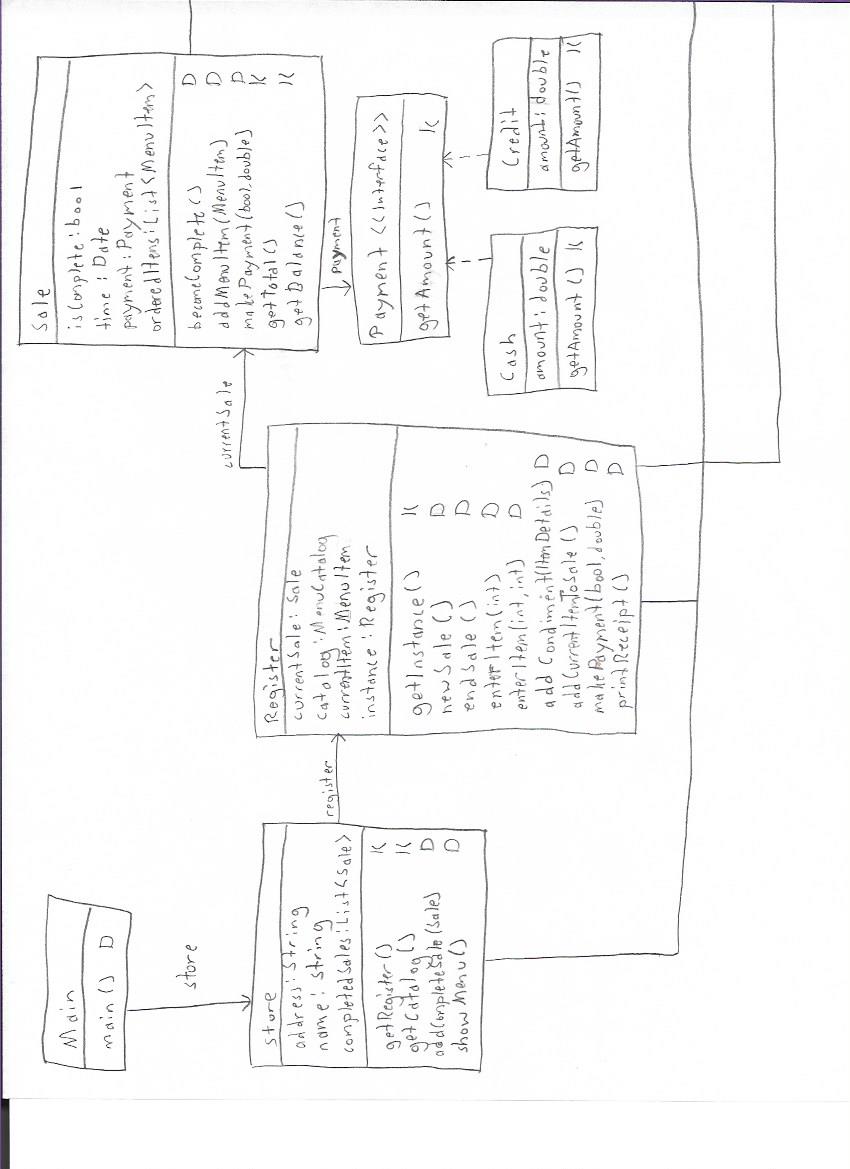 Main
main() D
store
Store
address: String
name: String
completedSales: List<Sale>
getRegister() K
getCatalog() K
addCompleteSale(Sale) D
showMenu() D
register
Register
currentSale: Sale
catalog: MenuCatalog
currentItem: MenuItem
instance: Register
getInstance() K
newSale() D
endSale() D
enterItem(int) D
enterItem(int, int) D
addCondiment(ItemDetails) D
addCurrentItemToSale() D
makePayment(bool, double) D
printReceipt() D
currentSale
Sale
isComplete: bool
time: Date
payment: Payment
orderedItens: List<MenuItem>
becomeComplete() D
addMenuItem(MenuItem) D
makePayment(bool, double) D
getTotal() K
getBalance() K
payment
Payment <<Interface>>
getAmount() K
Cash
amount: double
getAmount() K
Credit
amount: double
getAmount() K